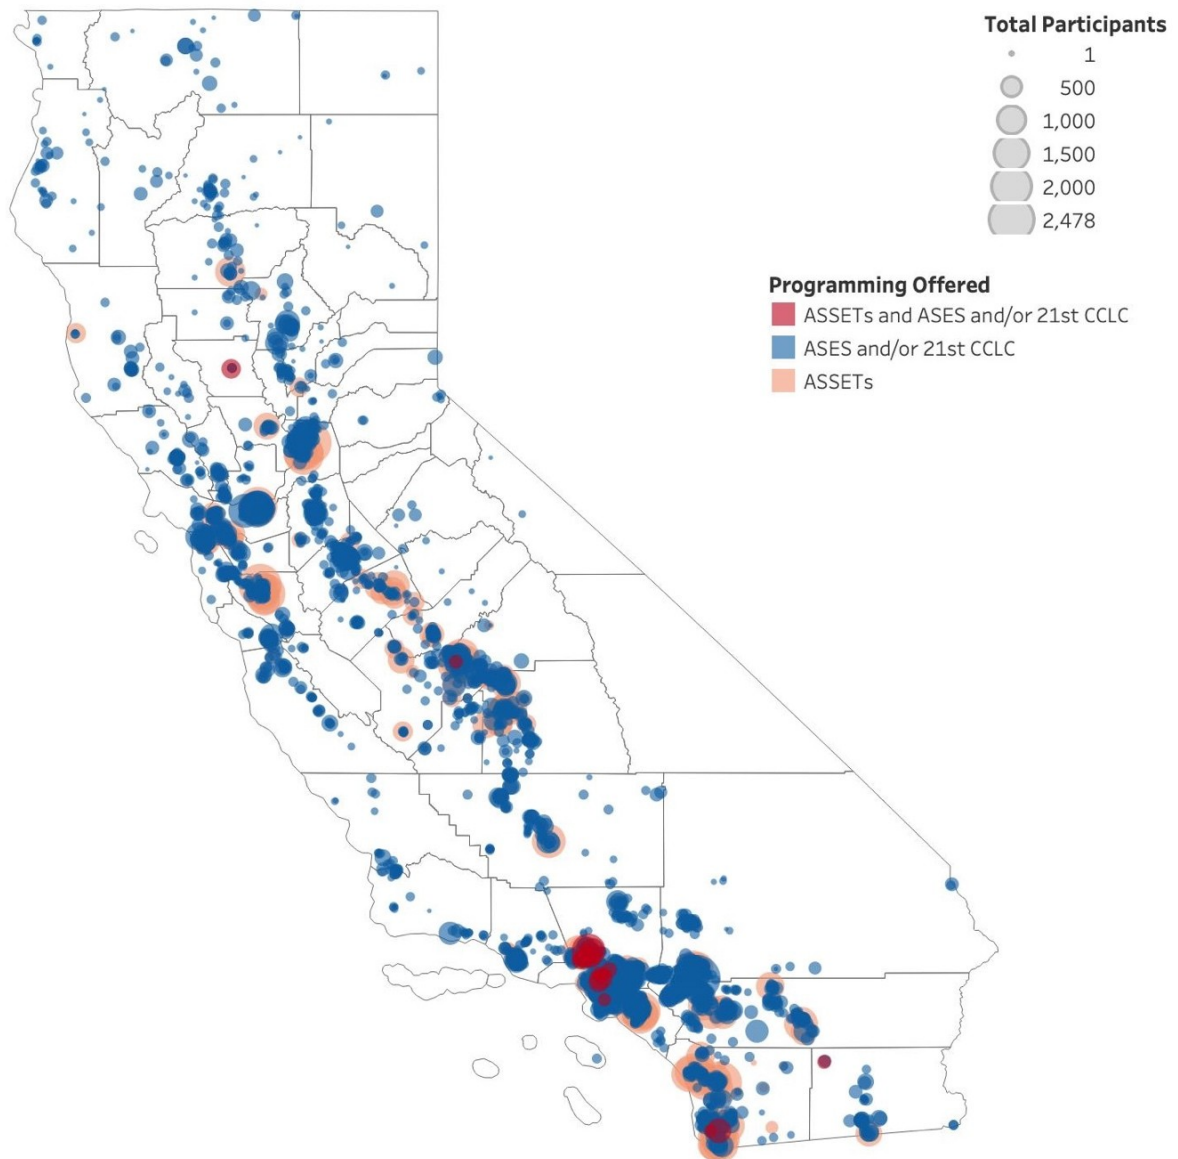 Total Participants
1
500
1,000
1,500
2,000
2,478
Programming Offered
ASSETs and ASES and/or 21st CCLC
ASES and/or 21st CCLC
ASSETs